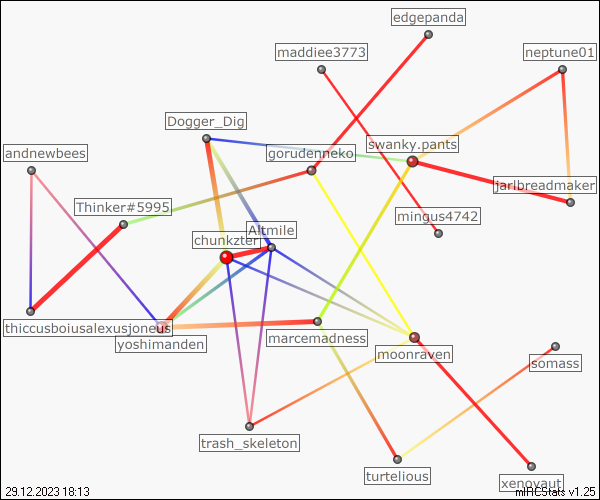 edgepanda
maddiee3773
neptune01
Dogger_Dig
swanky.pants
andnewbees
gorudenneko
jarlbreadmaker
Thinker#5995
mingus4742
Altmile
chunkzter
thiccusboiusalexusjoneus
yoshimanden
marcemadness
moonraven
somass
trash_skeleton
turtelious
xenovaut
29.12.2023 18:13
mIRCStats v1.25